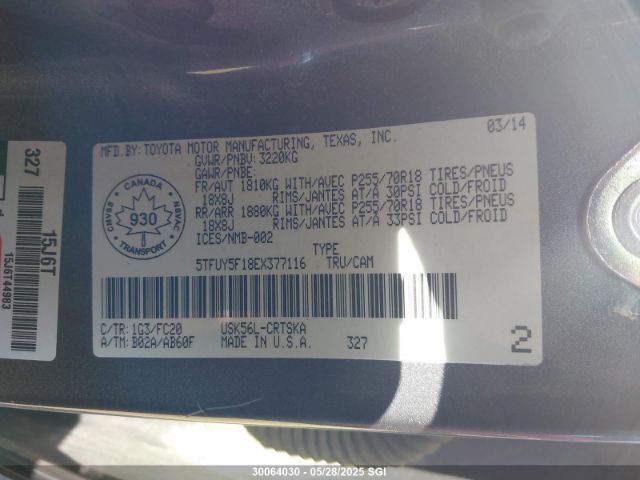 MFD.BY:TOYOTA MOTOR MANUFACTURING, TEXAS, INC. 03/14
GVWR/PNBV:3220KG
GAWR/PNBE:
FR/AVT 1810KG WITH/AVEC P255/70R18 TIRES/PNEUS
18X8J RIMS/JANTES AT/A 30PSI COLD/FROID
RR/ARR 1880KG WITH/AVEC P255/70R18 TIRES/PNEUS
18X8J RIMS/JANTES AT/A 33PSI COLD/FROID
ICES/NMB-002
TYPE
5TFUY5F18EX377116 TRU/CAM
C/TR:1G3/FC20 USK56L-CRTSKA
A/TM:B02A/AB60F MADE IN U.S.A. 327 2
CANADA
CMVSS
NSVAC
930
327
15J6T
15J6T44983
30064030 — 05/28/2025 SGI